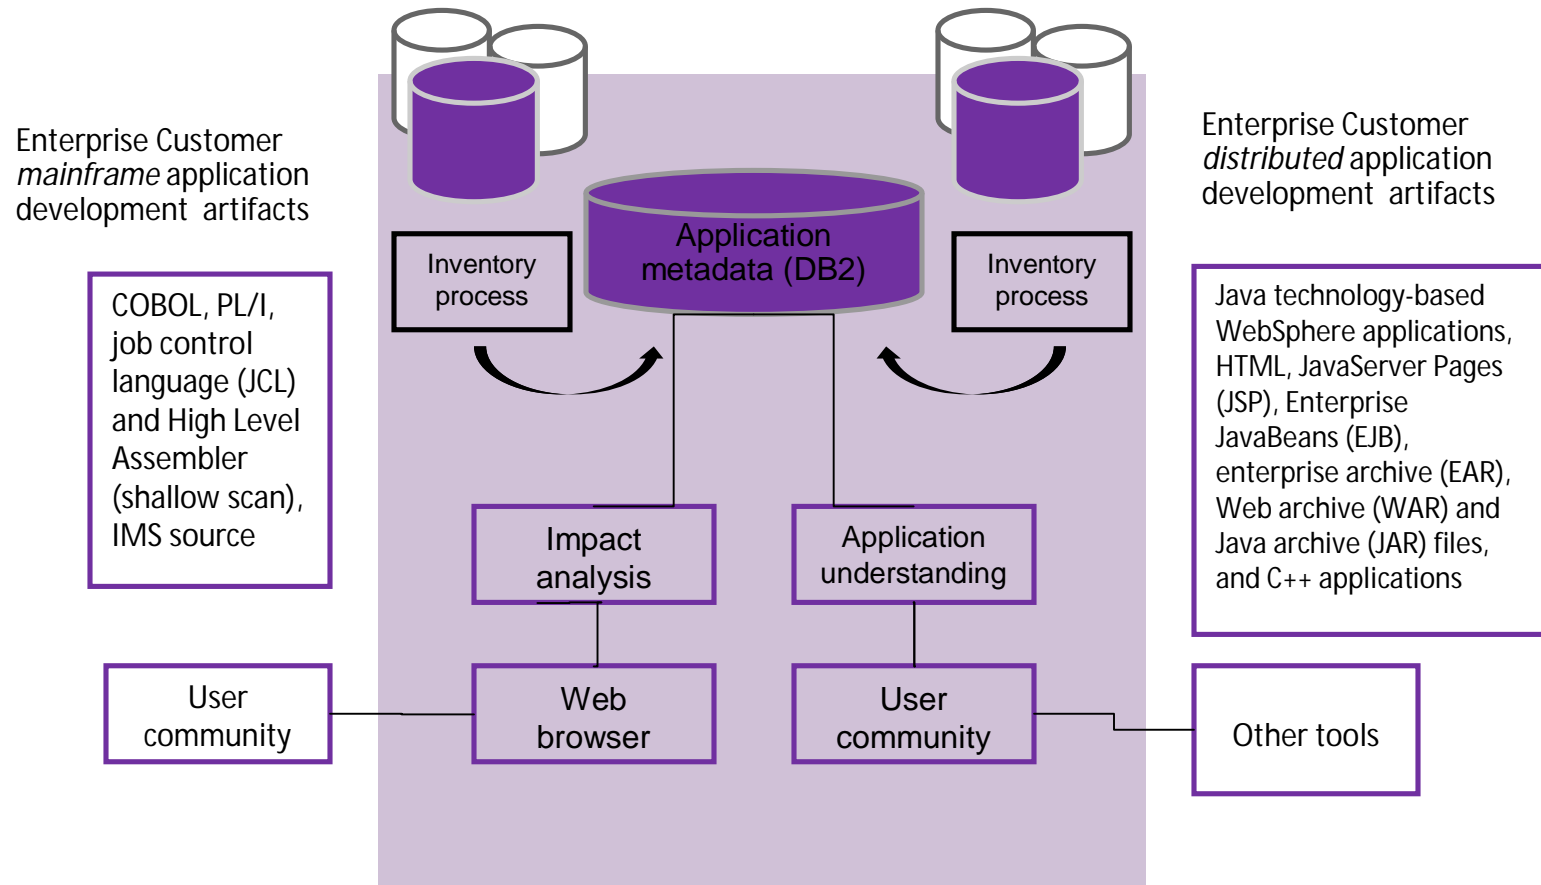 Enterprise Customer
mainframe application
development artifacts
COBOL, PL/I,
job control
language (JCL)
and High Level
Assembler
(shallow scan),
IMS source
Inventory
process
Application
metadata (DB2)
Inventory
process
Enterprise Customer
distributed application
development artifacts
Java technology-based
WebSphere applications,
HTML, JavaServer Pages
(JSP), Enterprise
JavaBeans (EJB),
enterprise archive (EAR),
Web archive (WAR) and
Java archive (JAR) files,
and C++ applications
Impact
analysis
Application
understanding
User
community
Web
browser
User
community
Other tools